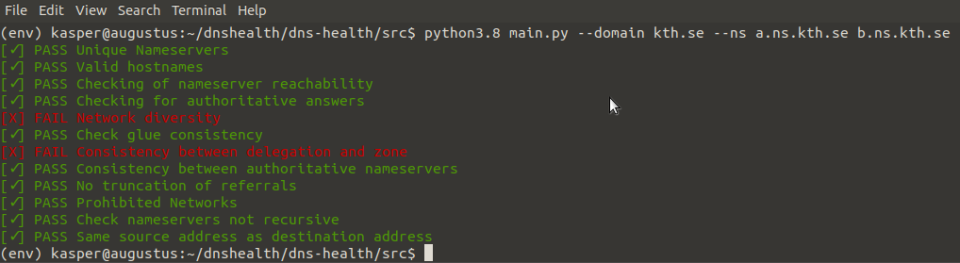 File Edit View Search Terminal Help
(env) kasper@augustus:~/dnshealth/dns-health/src$ python3.8 main.py --domain kth.se --ns a.ns.kth.se b.ns.kth.se
[✓] PASS Unique Nameservers
[✓] PASS Valid hostnames
[✓] PASS Checking of nameserver reachability
[✓] PASS Checking for authoritative answers
[X] FAIL Network diversity
[✓] PASS Check glue consistency
[X] FAIL Consistency between delegation and zone
[✓] PASS Consistency between authoritative nameservers
[✓] PASS No truncation of referrals
[✓] PASS Prohibited Networks
[✓] PASS Check nameservers not recursive
[✓] PASS Same source address as destination address
(env) kasper@augustus:~/dnshealth/dns-health/src$